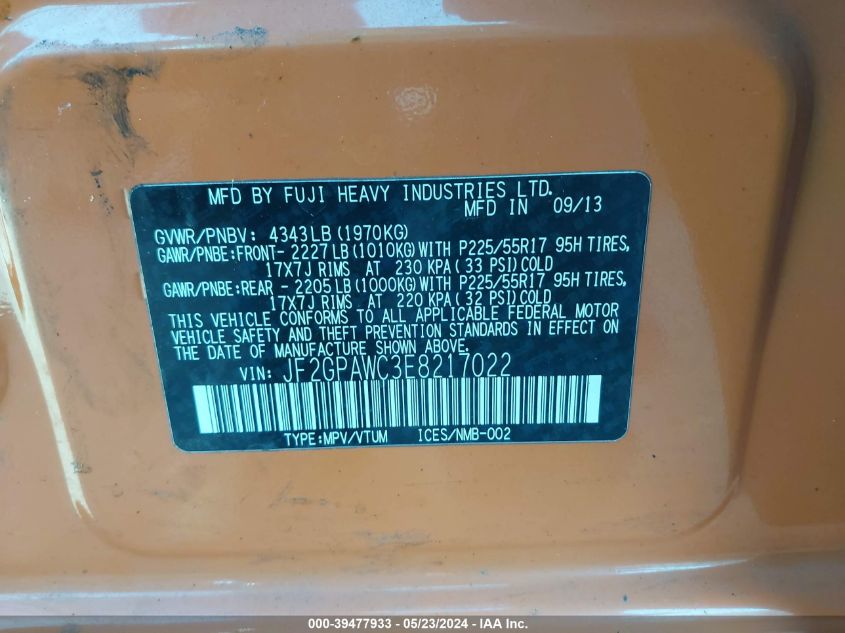 MFD BY FUJI HEAVY INDUSTRIES LTD.
MFD IN 09/13
GVWR/PNBV: 4343LB (1970KG)
GAWR/PNBE:FRONT- 2227LB (1010KG) WITH P225/55R17 95H TIRES,
17X7J RIMS AT 230 KPA ( 33 PSI) COLD
GAWR/PNBE:REAR - 2205LB (1000KG) WITH P225/55R17 95H TIRES,
17X7J RIMS AT 220 KPA ( 32 PSI) COLD
THIS VEHICLE CONFORMS TO ALL APPLICABLE FEDERAL MOTOR
VEHICLE SAFETY AND THEFT PREVENTION STANDARDS IN EFFECT ON
THE DATE OF MANUFACTURE SHOWN ABOVE.
VIN: JF2GPAWC3E8217022
TYPE:MPV/VTUM ICES/NMB-002
000-39477933 - 05/23/2024 - IAA Inc.